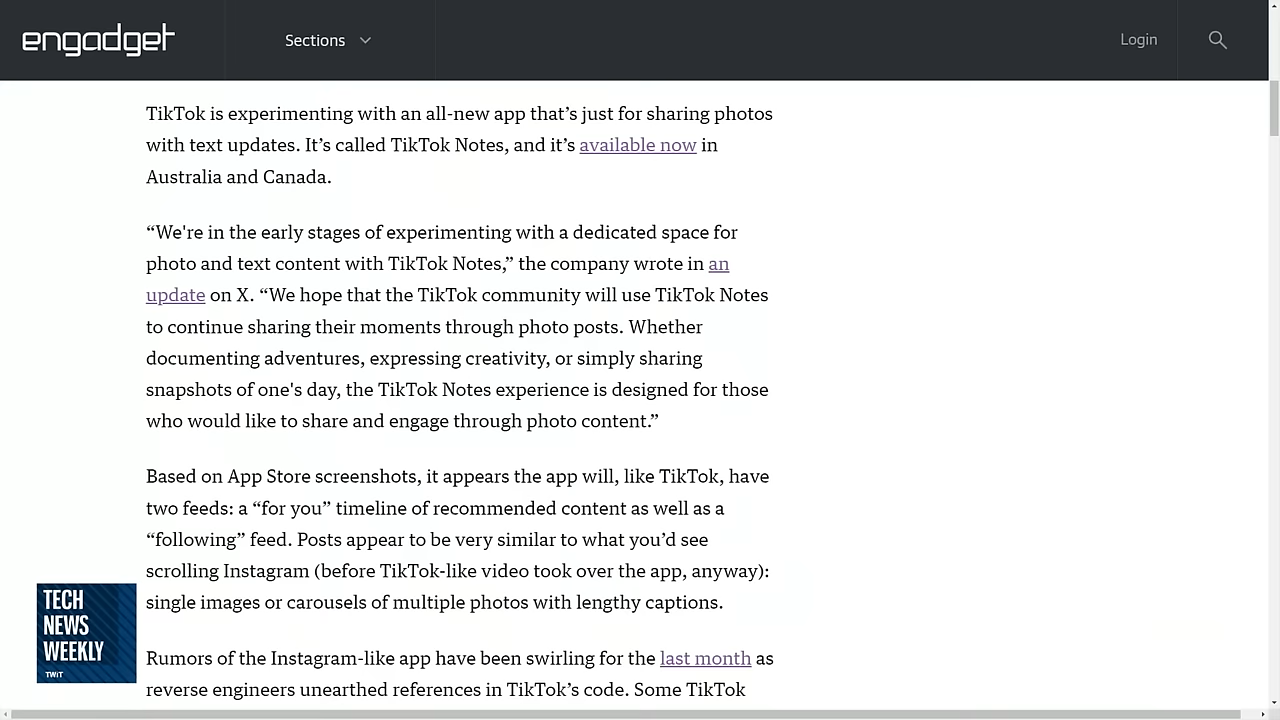 engadget
Sections
Login
TikTok is experimenting with an all-new app that’s just for sharing photos
with text updates. It’s called TikTok Notes, and it’s available now in
Australia and Canada.
“We're in the early stages of experimenting with a dedicated space for
photo and text content with TikTok Notes,” the company wrote in an
update on X. “We hope that the TikTok community will use TikTok Notes
to continue sharing their moments through photo posts. Whether
documenting adventures, expressing creativity, or simply sharing
snapshots of one's day, the TikTok Notes experience is designed for those
who would like to share and engage through photo content.”
Based on App Store screenshots, it appears the app will, like TikTok, have
two feeds: a “for you” timeline of recommended content as well as a
“following” feed. Posts appear to be very similar to what you’d see
scrolling Instagram (before TikTok-like video took over the app, anyway):
single images or carousels of multiple photos with lengthy captions.
Rumors of the Instagram-like app have been swirling for the last month as
reverse engineers unearthed references in TikTok’s code. Some TikTok
TECH
NEWS
WEEKLY
TWiT